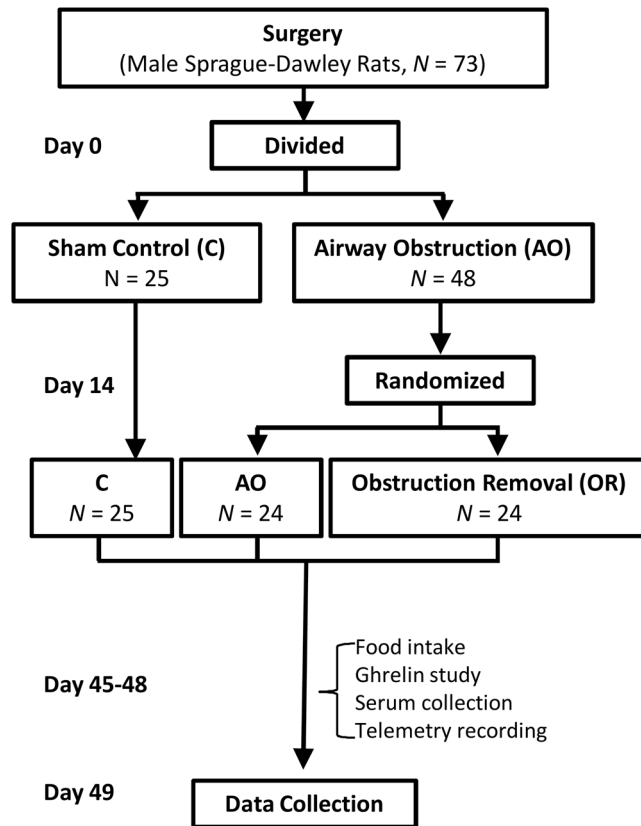 Surgery
(Male Sprague-Dawley Rats, N = 73)
Day 0
Divided
Sham Control (C)
N = 25
Airway Obstruction (AO)
N = 48
Day 14
Randomized
C
N = 25
AO
N = 24
Obstruction Removal (OR)
N = 24
Day 45-48
Food intake
Ghrelin study
Serum collection
Telemetry recording
Day 49
Data Collection